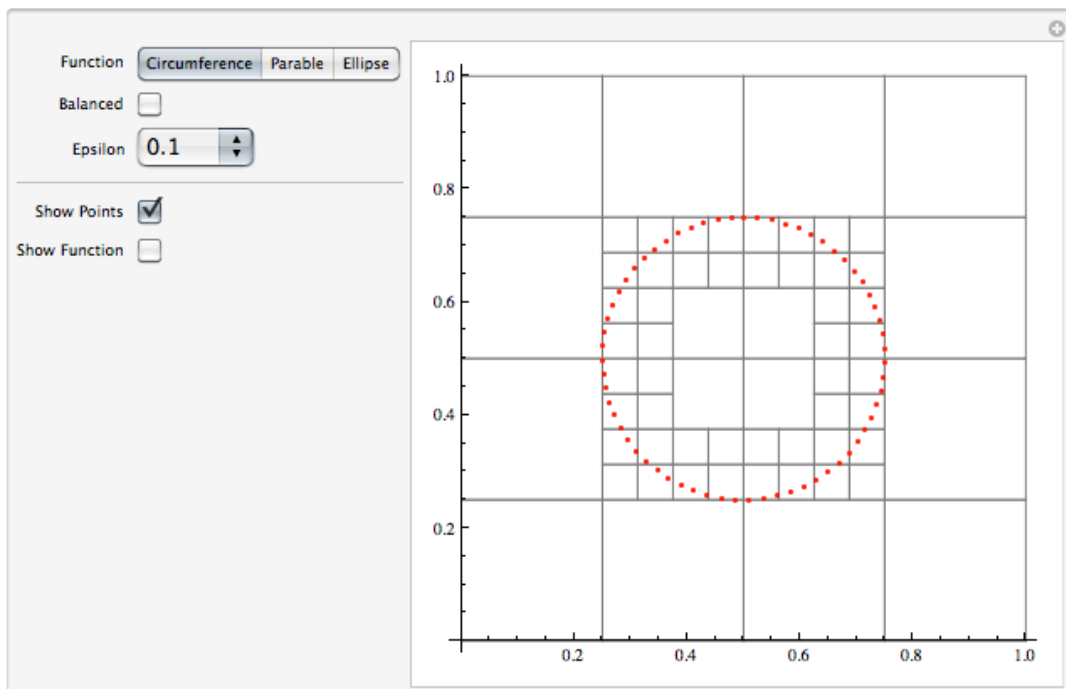 Function Circumference Parable Ellipse
Balanced
Epsilon 0.1
Show Points
Show Function
1.0
0.8
0.6
0.4
0.2
0.2 0.4 0.6 0.8 1.0